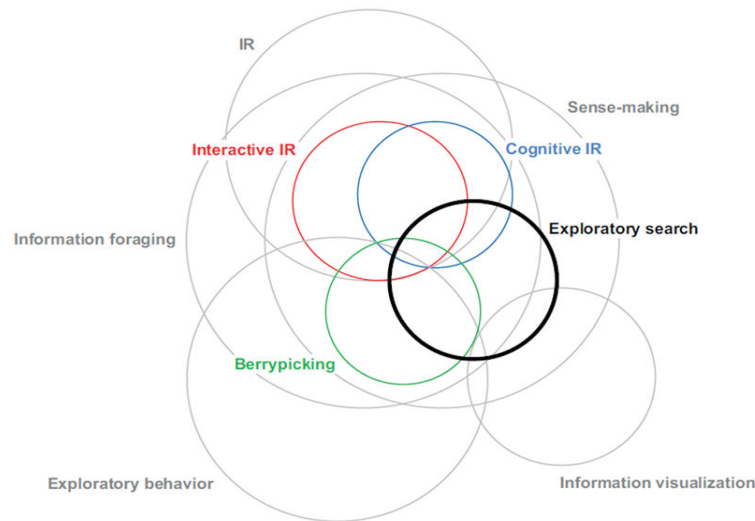 IR
Sense-making
Interactive IR
Cognitive IR
Exploratory search
Information foraging
Berrypicking
Exploratory behavior
Information visualization